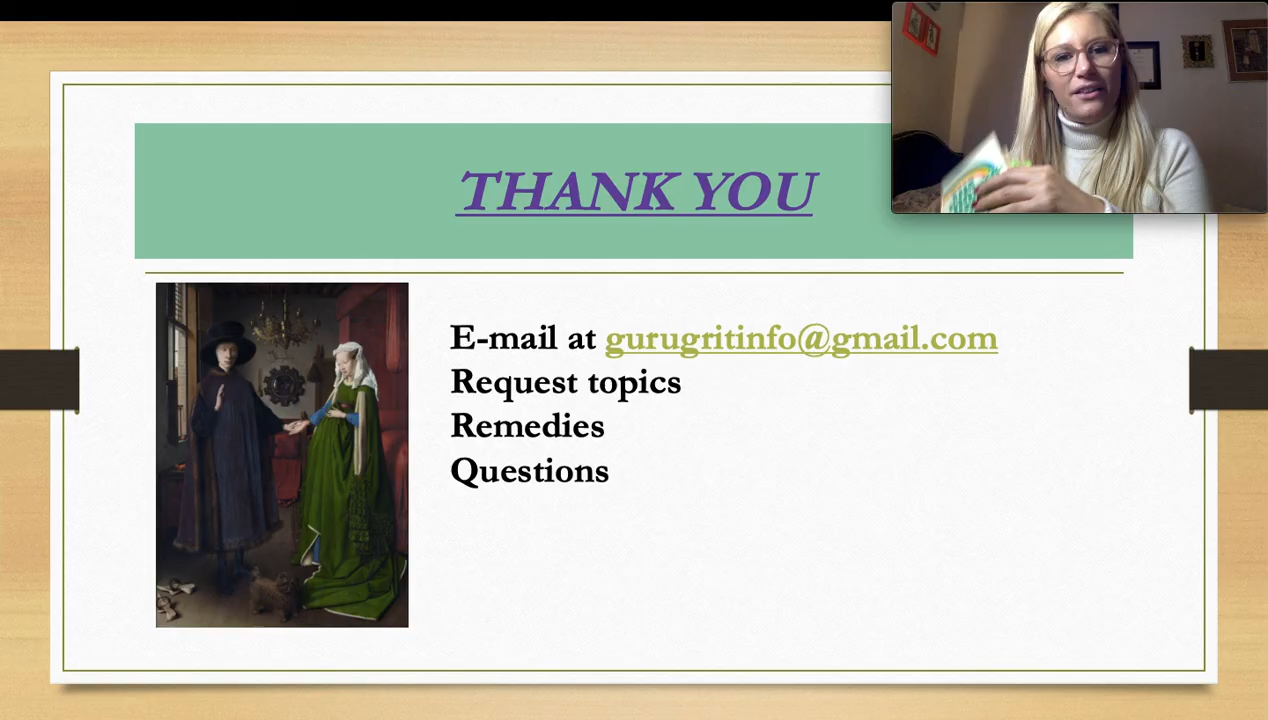 THANK YOU
E-mail at gurugritinfo@gmail.com
Request topics
Remedies
Questions